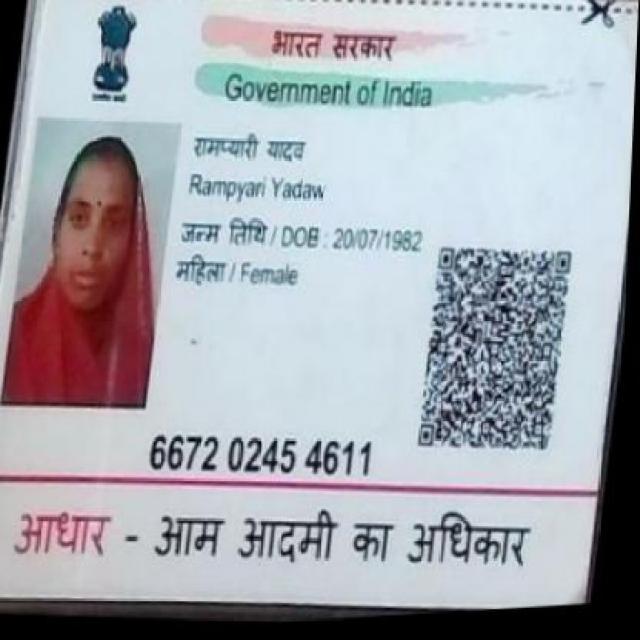 भारत सरकार
Government of India
रामप्यारी यादव
Rampyari Yadaw
जन्म तिथि / DOB : 20/07/1982
महिला / Female
6672 0245 4611
आधार - आम आदमी का अधिकार